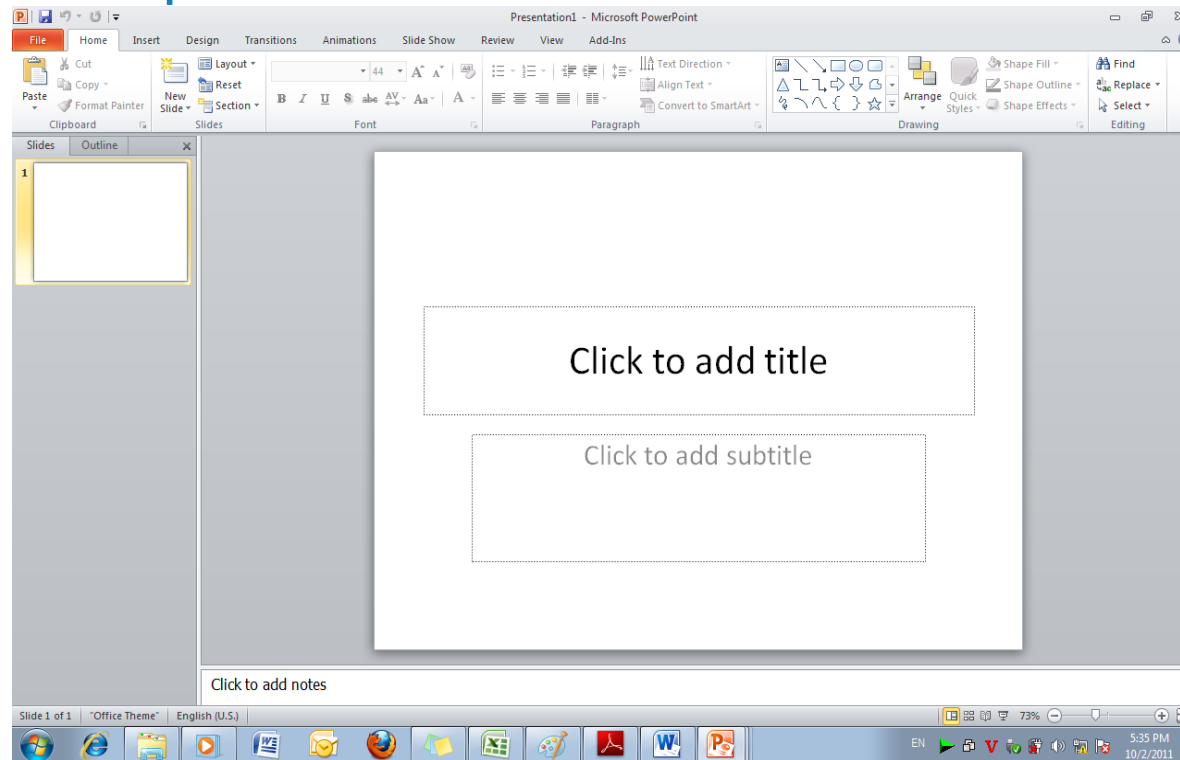 Presentation1 - Microsoft PowerPoint
File Home Insert Design Transitions Animations Slide Show Review View Add-Ins
Paste
Cut
Copy
Format Painter
Clipboard
New Slide
Layout
Reset
Section
Slides
44
B I U S abc AV Aa A
Font
Text Direction
Align Text
Convert to SmartArt
Paragraph
Arrange
Quick Styles
Shape Fill
Shape Outline
Shape Effects
Drawing
Find
Replace
Select
Editing
Slides Outline
1
Click to add title
Click to add subtitle
Click to add notes
Slide 1 of 1 "Office Theme" English (U.S.) 73%
EN 5:35 PM
10/2/2011